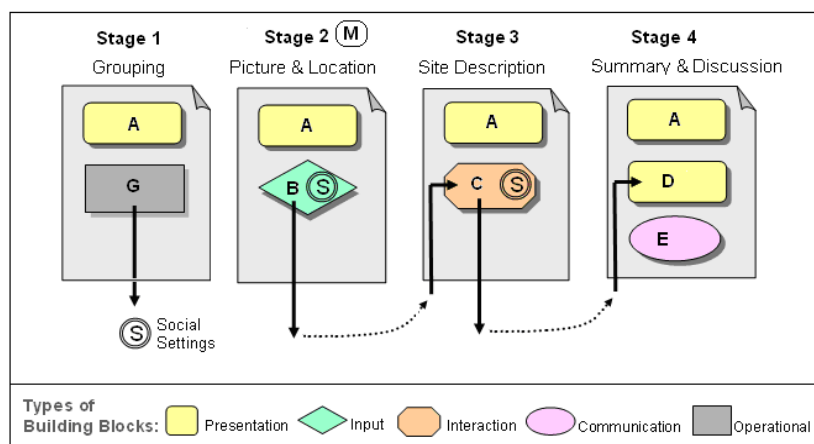 Stage 1
Grouping
A
G
S
Social
Settings
Stage 2 M
Picture & Location
A
B S
Stage 3
Site Description
A
C S
Stage 4
Summary & Discussion
A
D
E
Types of
Building Blocks: Presentation Input Interaction Communication Operational